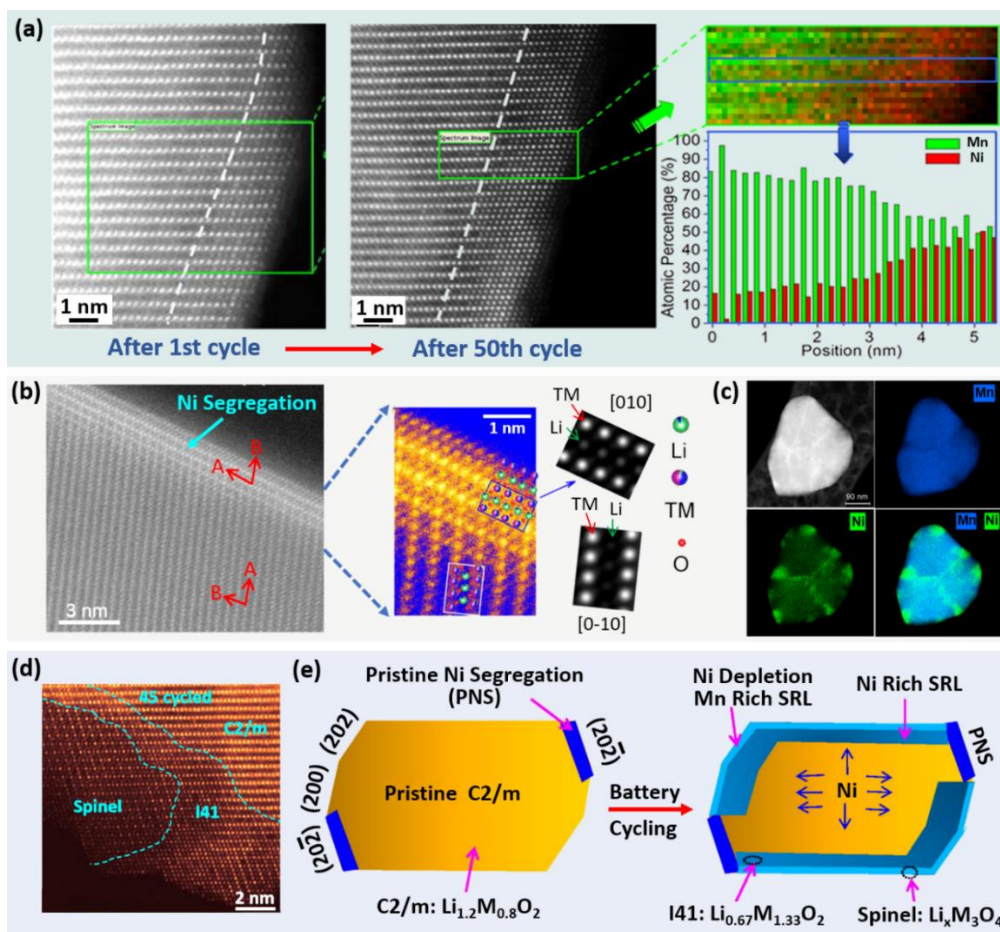 (a)
Spectrum Image
1 nm
After 1st cycle
Spectrum Image
1 nm
After 50th cycle
Mn
Ni
Atomic Percentage (%)
100
90
80
70
60
50
40
30
20
10
0
0 1 2 3 4 5
Position (nm)
(b)
Ni Segregation
A B
A
B
3 nm
1 nm
TM
Li
[010]
TM Li
[0-10]
Li
TM
O
(c)
Mn
90 nm
Ni
Mn Ni
(d)
45 cycled
C2/m
Spinel
I41
2 nm
(e)
Pristine Ni Segregation
(PNS)
(202)
(200)
(202̄)
(202̄)
Pristine C2/m
C2/m: Li₁.₂M₀.₈O₂
Battery
Cycling
Ni Depletion
Mn Rich SRL
Ni Rich SRL
PNS
Ni
I41: Li₀.₆₇M₁.₃₃O₂
Spinel: LiₓM₃O₄